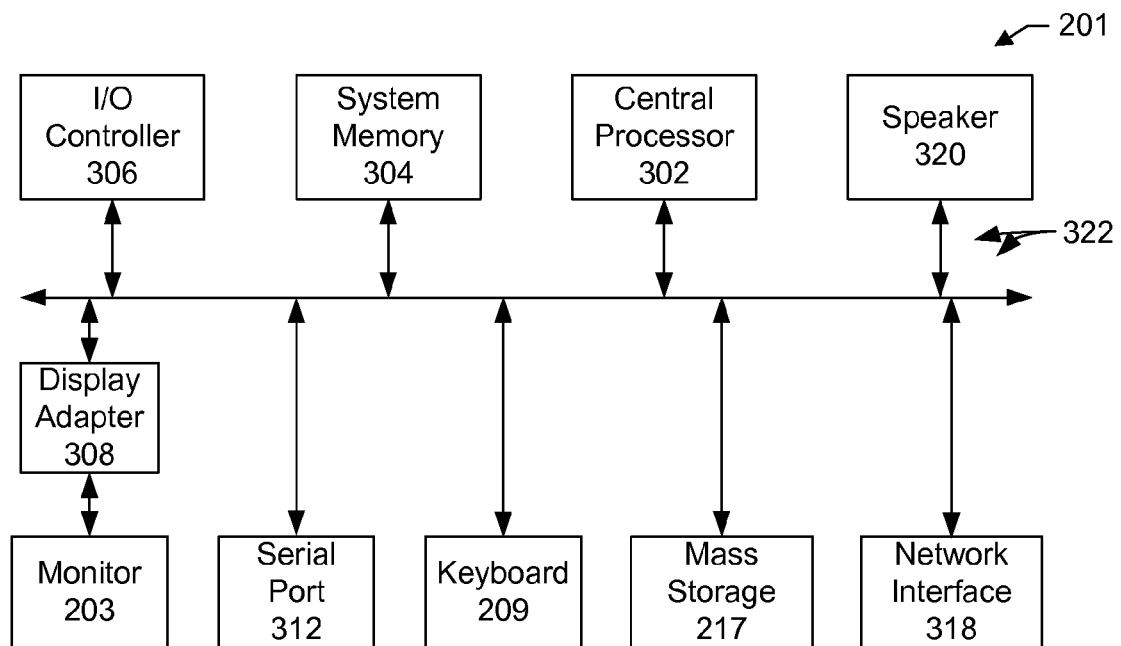 201
I/O
Controller
306
System
Memory
304
Central
Processor
302
Speaker
320
322
Display
Adapter
308
Monitor
203
Serial
Port
312
Keyboard
209
Mass
Storage
217
Network
Interface
318